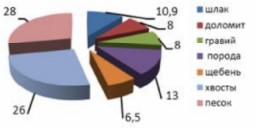 28
10,9
8
8
13
6,5
26
шлак
доломит
гравий
порода
щебень
хвосты
песок